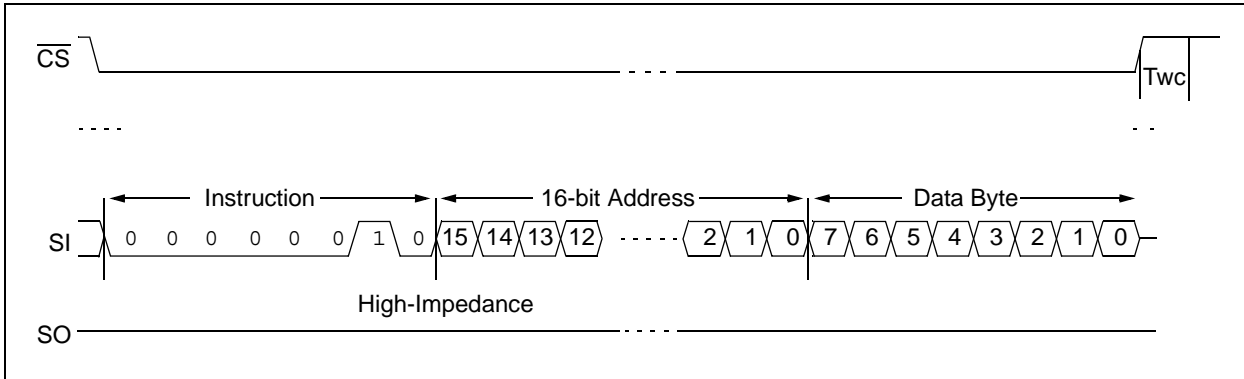 CS
Twc
Instruction 16-bit Address Data Byte
SI 0 0 0 0 0 0 1 0 15 14 13 12 2 1 0 7 6 5 4 3 2 1 0
High-Impedance
SO